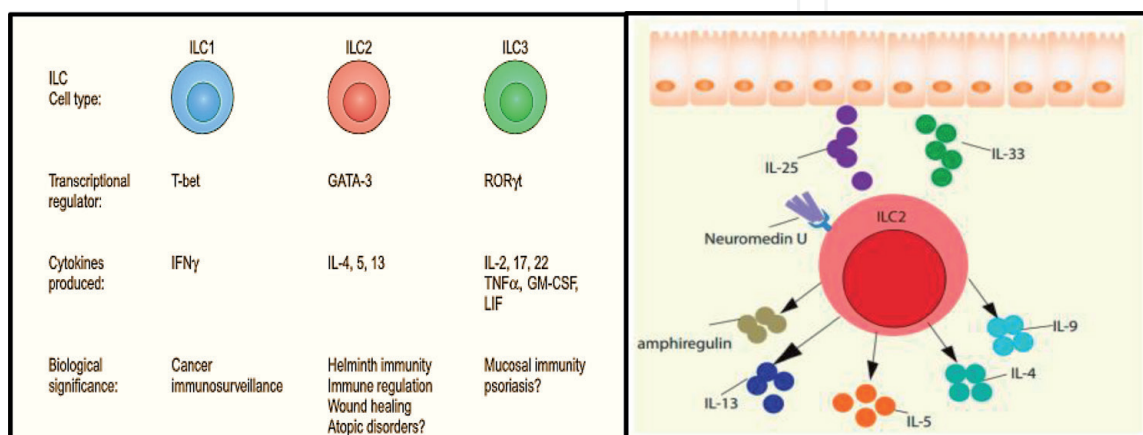 ILC1 ILC2 ILC3
ILC
Cell type:
Transcriptional
regulator:
T-bet GATA-3 RORγt
Cytokines
produced:
IFNγ
IL-4, 5, 13
IL-2, 17, 22
TNFα, GM-CSF,
LIF
Biological
significance:
Cancer
immunosurveillance
Helminth immunity
Immune regulation
Wound healing
Atopic disorders?
Mucosal immunity
psoriasis?
IL-25
IL-33
Neuromedin U
ILC2
amphiregulin
IL-9
IL-13
IL-4
IL-5